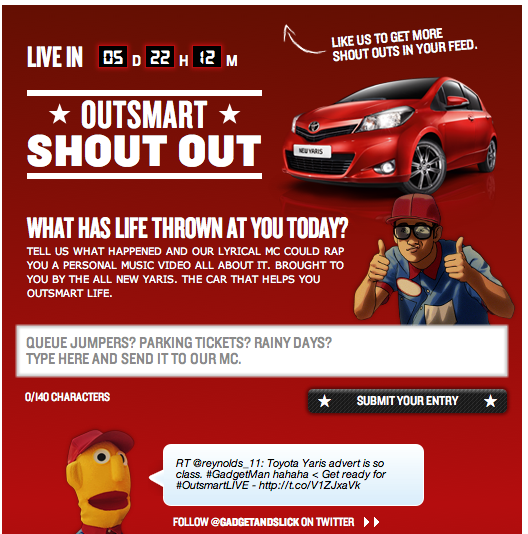 LIKE US TO GET MORE
SHOUT OUTS IN YOUR FEED.
LIVE IN 05 D 22 H 12 M
★ OUTSMART ★
SHOUT OUT
NEW YARIS
WHAT HAS LIFE THROWN AT YOU TODAY?
TELL US WHAT HAPPENED AND OUR LYRICAL MC COULD RAP
YOU A PERSONAL MUSIC VIDEO ALL ABOUT IT. BROUGHT TO
YOU BY THE ALL NEW YARIS. THE CAR THAT HELPS YOU
OUTSMART LIFE.
QUEUE JUMPERS? PARKING TICKETS? RAINY DAYS?
TYPE HERE AND SEND IT TO OUR MC.
0/140 CHARACTERS
★ SUBMIT YOUR ENTRY ★
RT @reynolds_11: Toyota Yaris advert is so
class. #GadgetMan hahaha < Get ready for
#OutsmartLIVE - http://t.co/V1ZJxaVk
FOLLOW @GADGETANDSLICK ON TWITTER